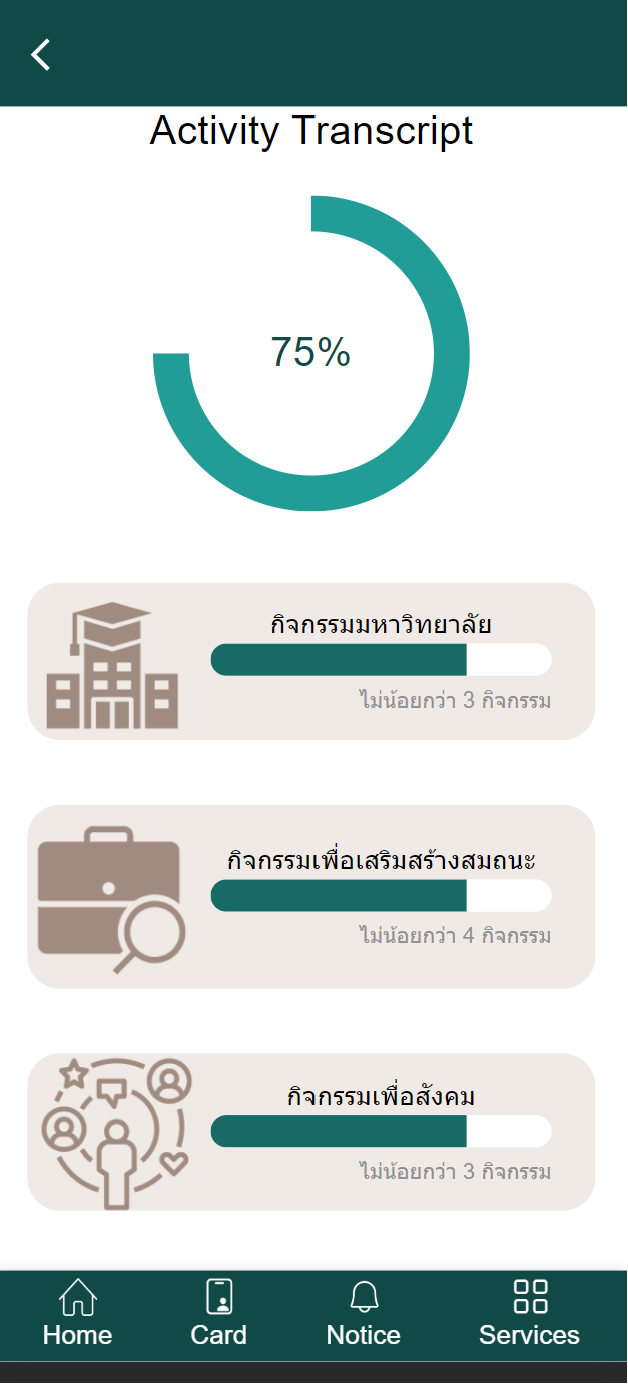 Activity Transcript
75%
กิจกรรมมหาวิทยาลัย
ไม่น้อยกว่า 3 กิจกรรม
กิจกรรมเพื่อเสริมสร้างสมถนะ
ไม่น้อยกว่า 4 กิจกรรม
กิจกรรมเพื่อสังคม
ไม่น้อยกว่า 3 กิจกรรม
Home Card Notice Services